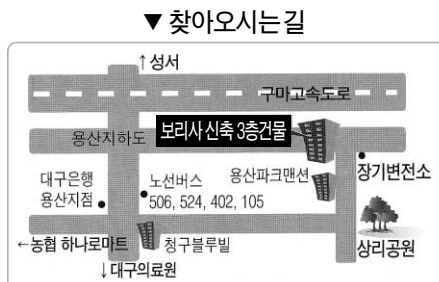 ▼ 찾아오시는 길
↑성서
구마고속도로
보리사 신축 3층건물
용산지하도
장기변전소
용산파크맨션
대구은행
용산지점
노선버스
506, 524, 402, 105
←농협 하나로마트
청구블루빌
상리공원
↓대구의료원